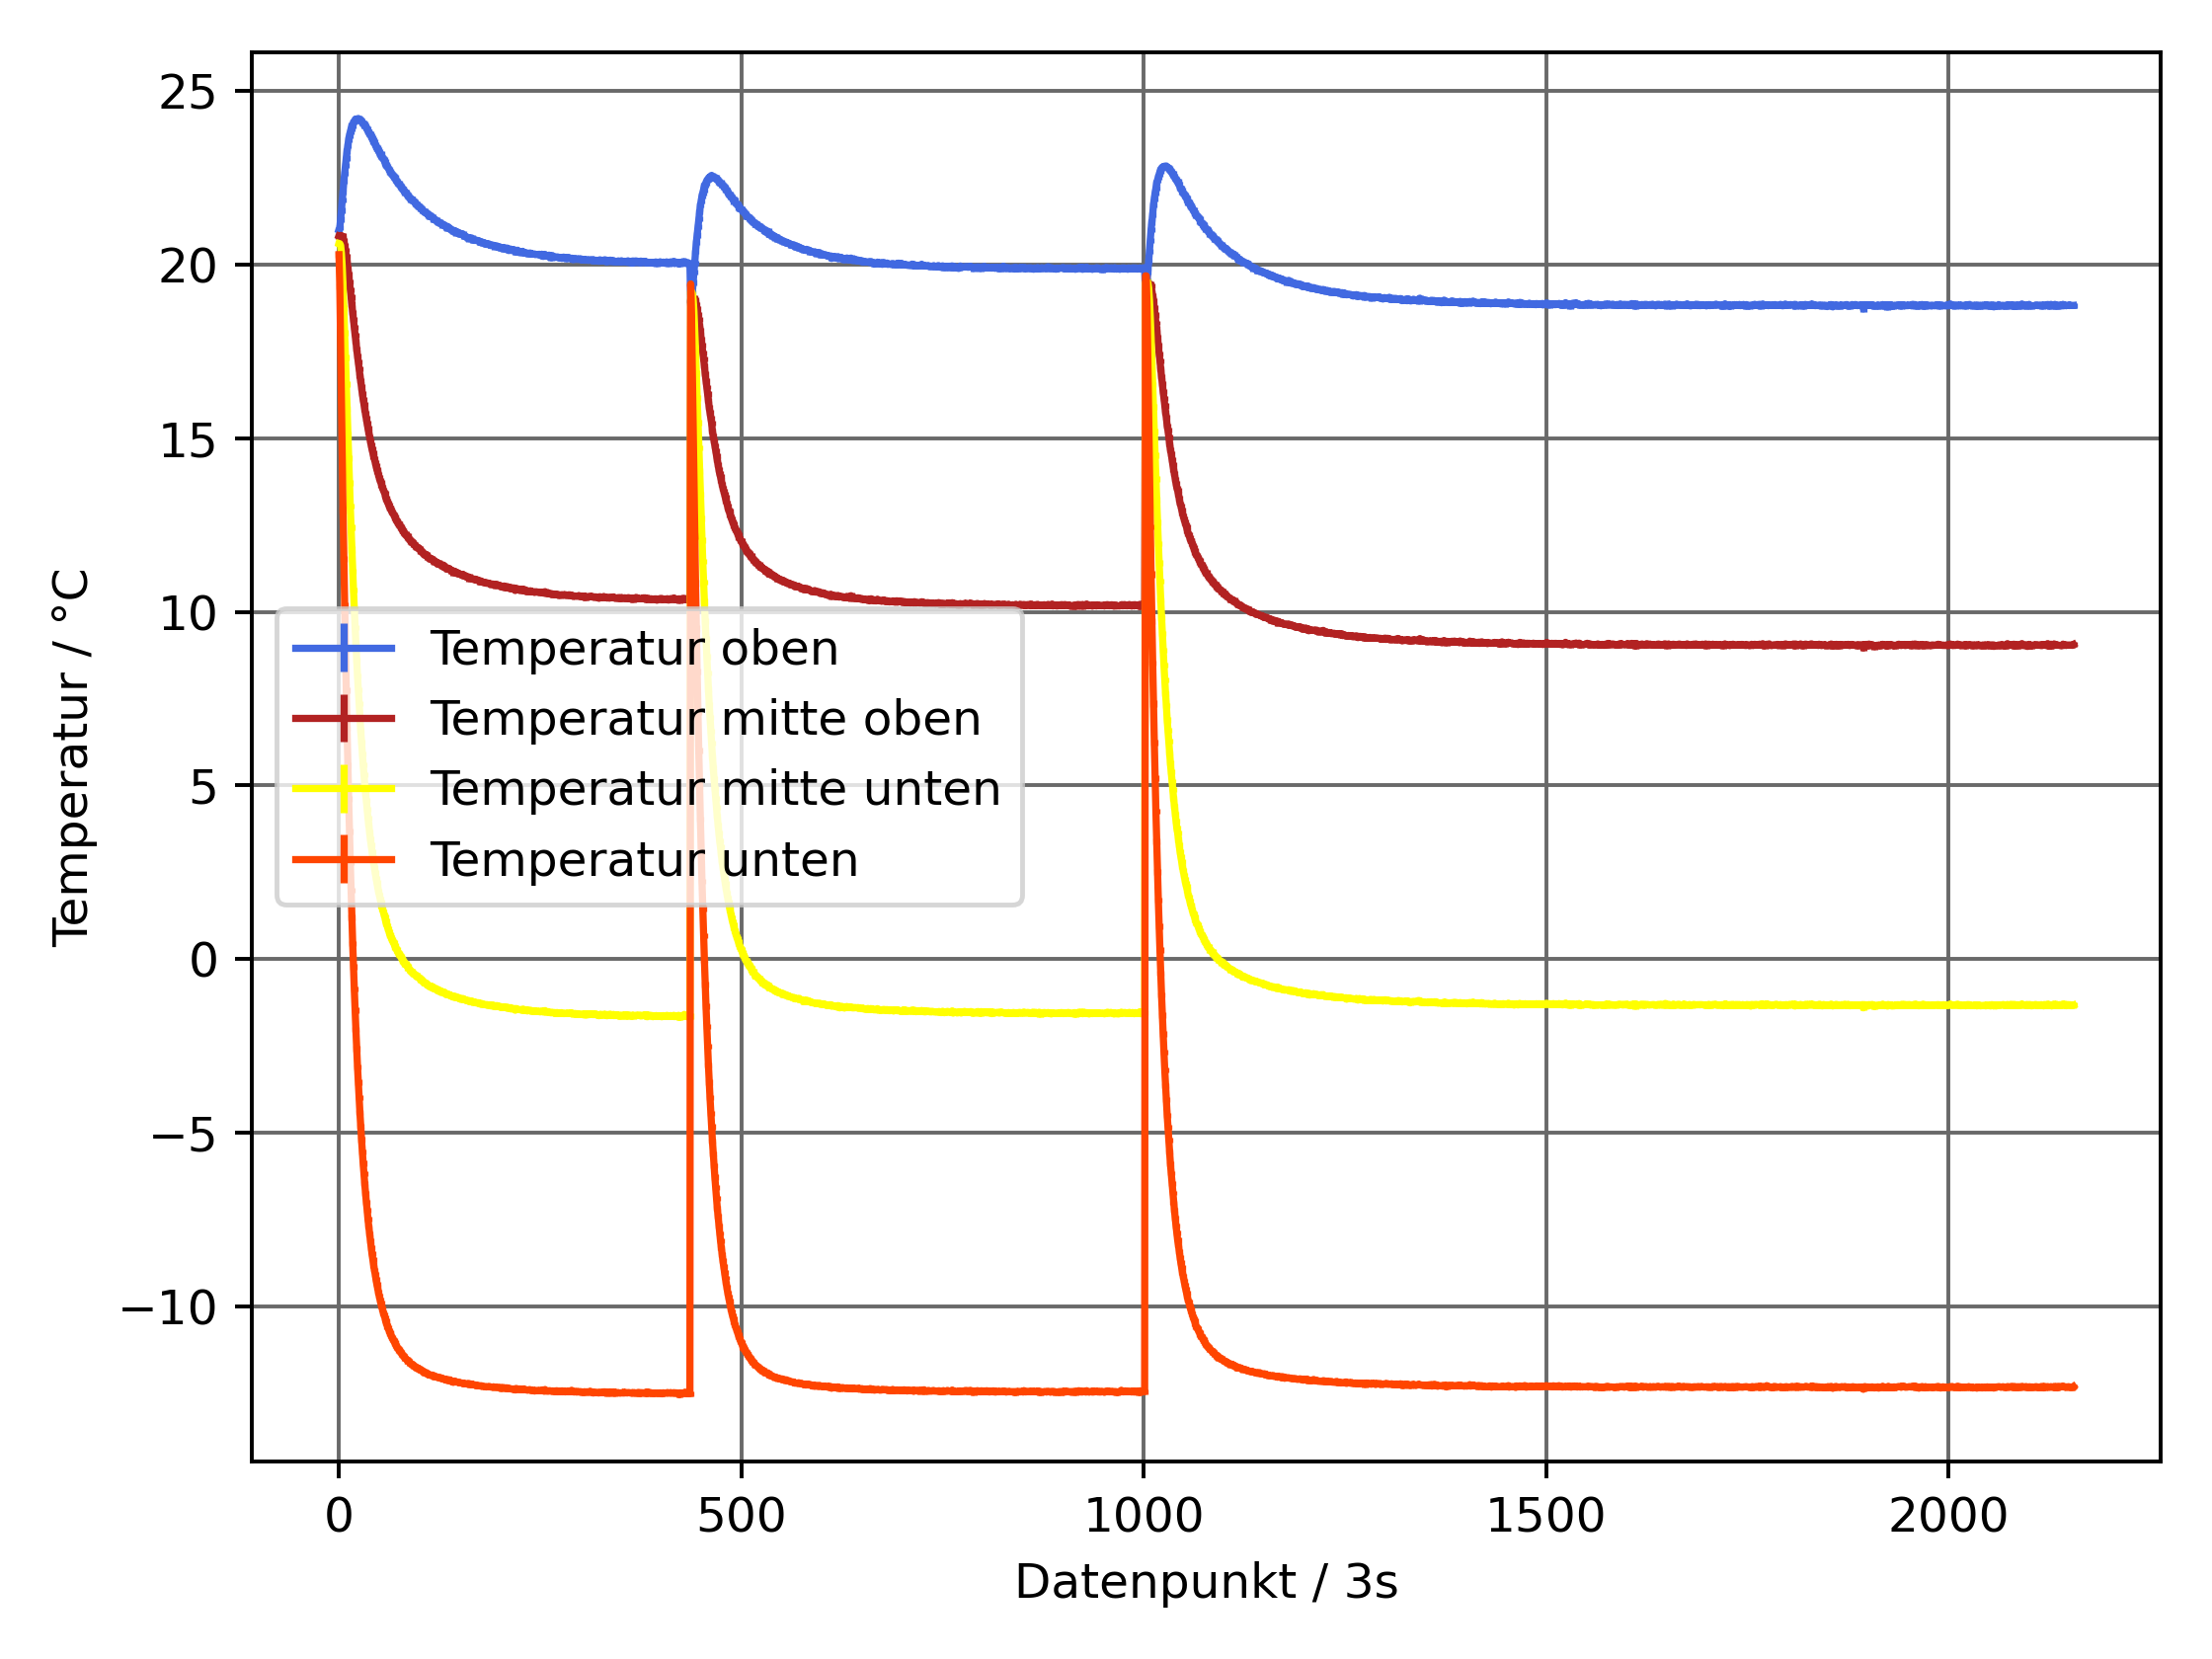 25
20
15
10
5
0
−5
−10
Temperatur / °C
Temperatur oben
Temperatur mitte oben
Temperatur mitte unten
Temperatur unten
0 500 1000 1500 2000
Datenpunkt / 3s